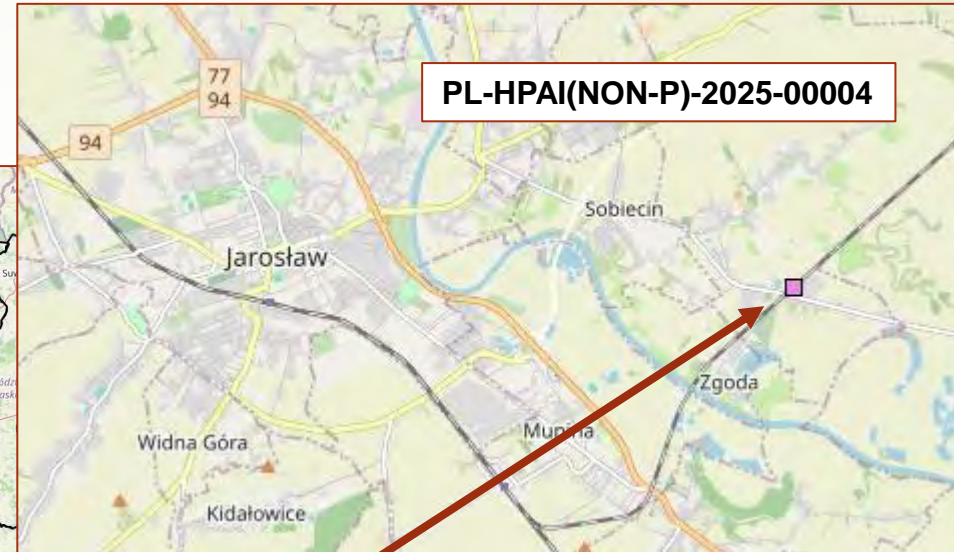 77
94
PL-HPAI(NON-P)-2025-00004
94
Sobiecin
Jarosław
Zgoda
Munina
Widna Góra
Kidałowice